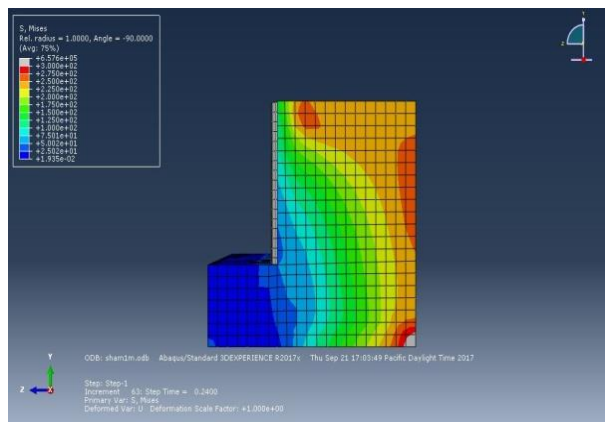 S, Mises
Rel. radius = 1.0000, Angle = -90.0000
(Avg: 75%)
+6.576e+05
+3.000e+02
+2.750e+02
+2.500e+02
+2.250e+02
+2.000e+02
+1.750e+02
+1.500e+02
+1.250e+02
+1.000e+02
+7.501e+01
+5.002e+01
+2.502e+01
+1.935e-02
Y
Z
Y
Z
X
ODB: sham1m.odb Abaqus/Standard 3DEXPERIENCE R2017x Thu Sep 21 17:03:49 Pacific Daylight Time 2017
Step: Step-1
Increment 63: Step Time = 0.2400
Primary Var: S, Mises
Deformed Var: U Deformation Scale Factor: +1.000e+00